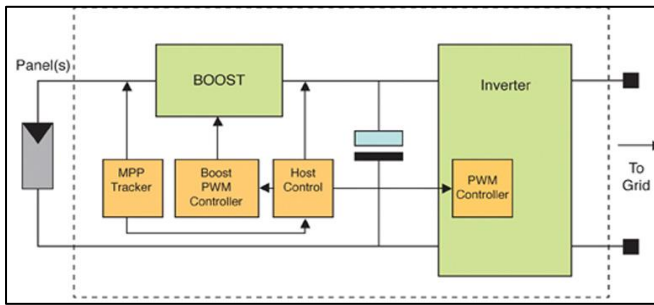 Panel(s)
BOOST
Inverter
MPP
Tracker
Boost
PWM
Controller
Host
Control
PWM
Controller
To
Grid